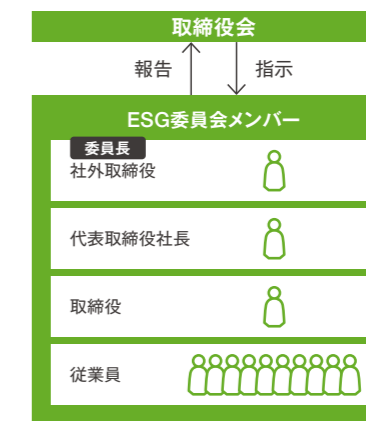 取締役会
報告
指示
ESG委員会メンバー
委員長
社外取締役
代表取締役社長
取締役
従業員